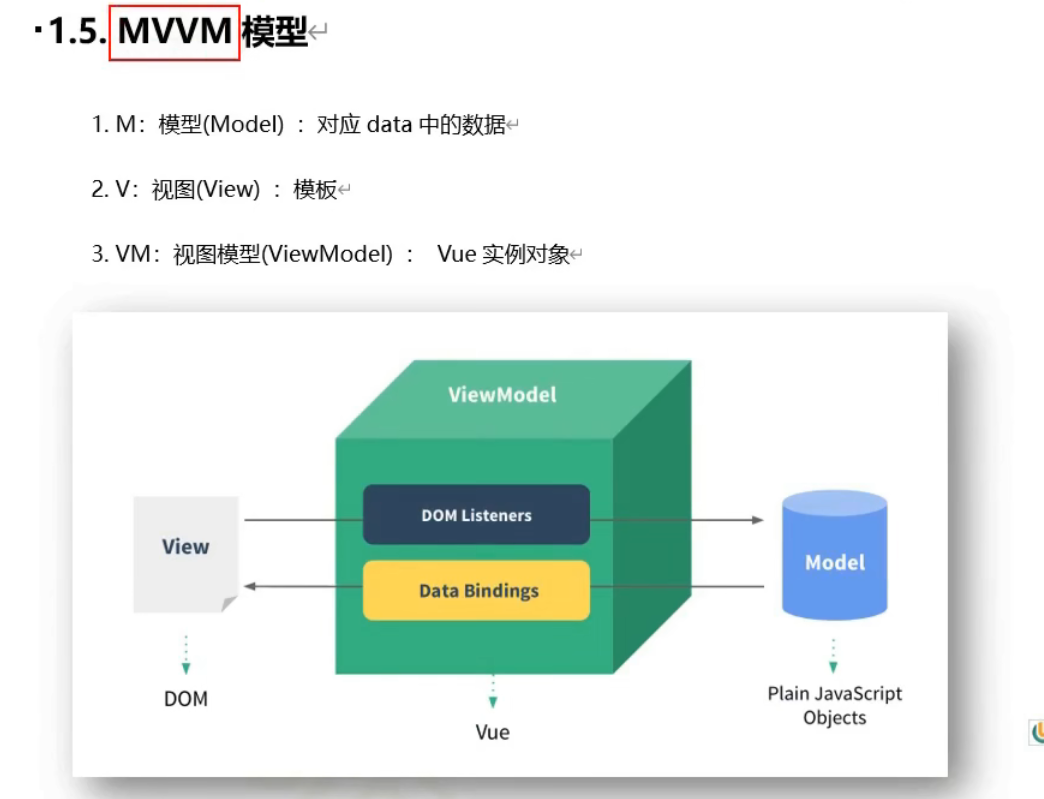 ·1.5. MVVM 模型↵
1. M：模型(Model) ：对应 data 中的数据↵
2. V：视图(View) ：模板↵
3. VM：视图模型(ViewModel) ： Vue 实例对象↵
ViewModel
DOM Listeners
View
Model
Data Bindings
DOM
Vue
Plain JavaScript
Objects